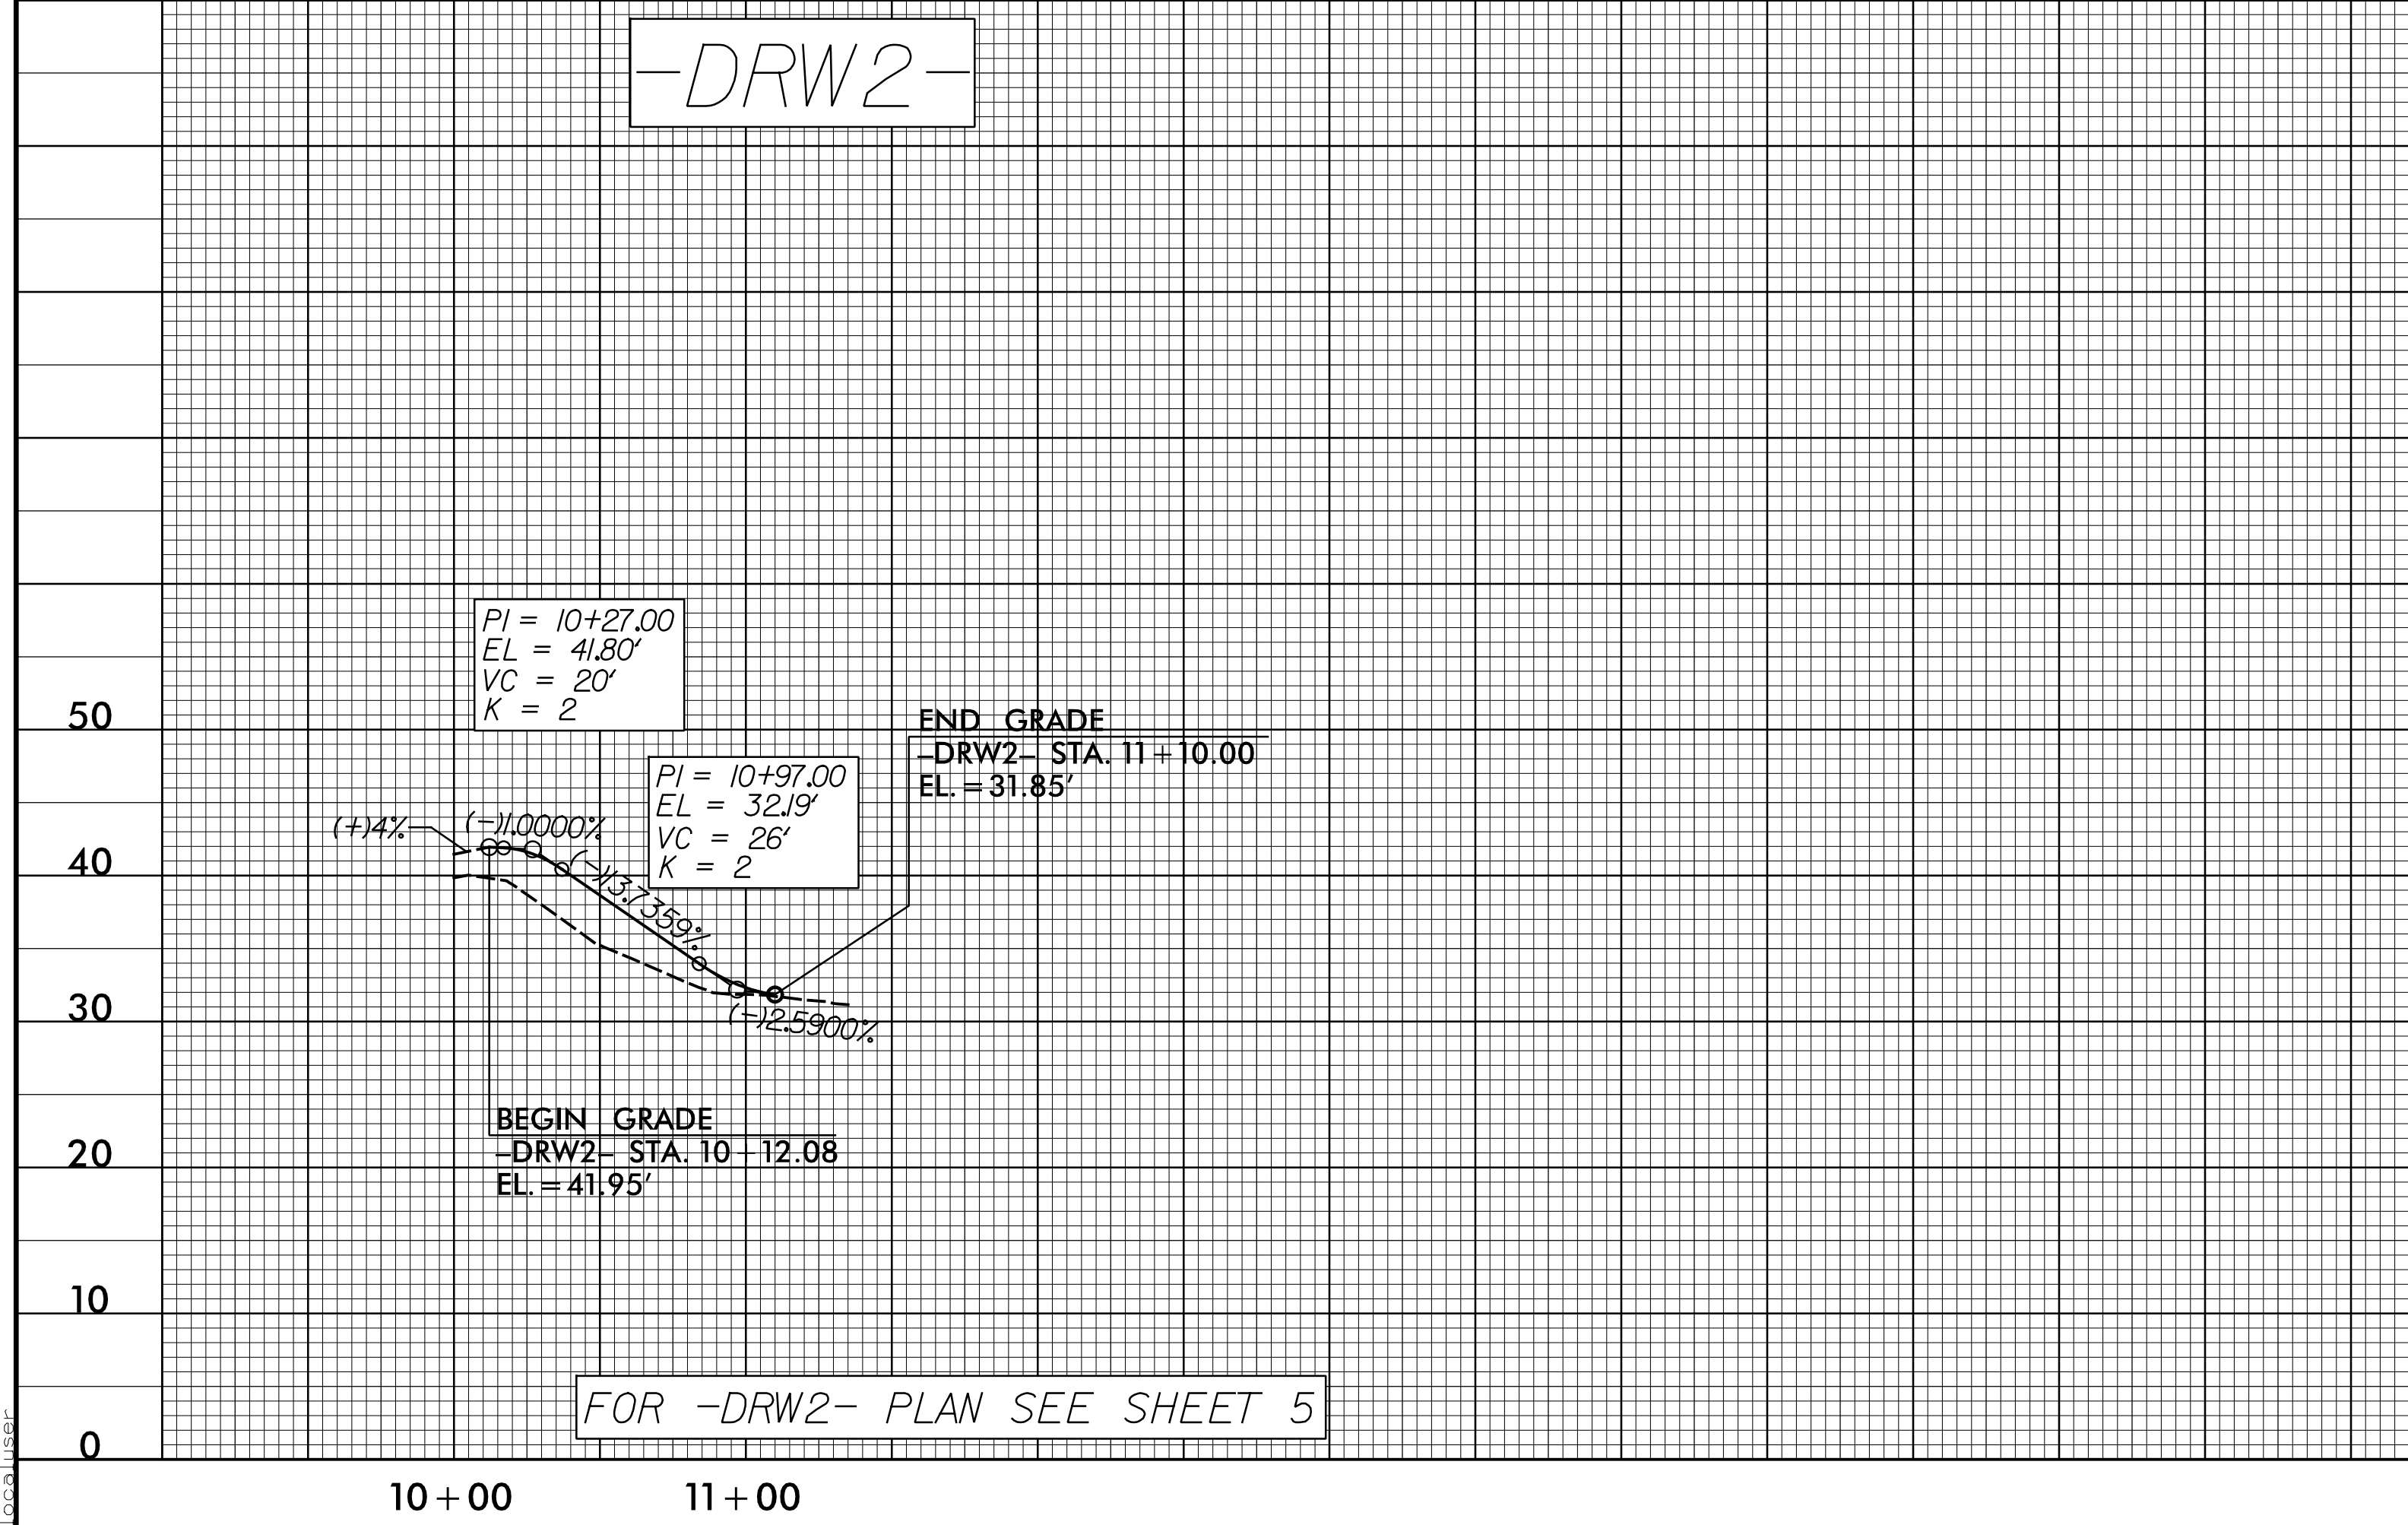 -DRW2-
PI = 10+27.00
EL = 41.80'
VC = 20'
K = 2
50
END GRADE
-DRW2- STA. 11+10.00
EL. = 31.85'
PI = 10+97.00
EL = 32.19'
VC = 26'
K = 2
(+)4%
(-)1.0000%
40
(-)13.7359%
30
(-)2.5900%
BEGIN GRADE
-DRW2- STA. 10+12.08
EL. = 41.95'
20
10
FOR -DRW2- PLAN SEE SHEET 5
0
localuser
10+00 11+00